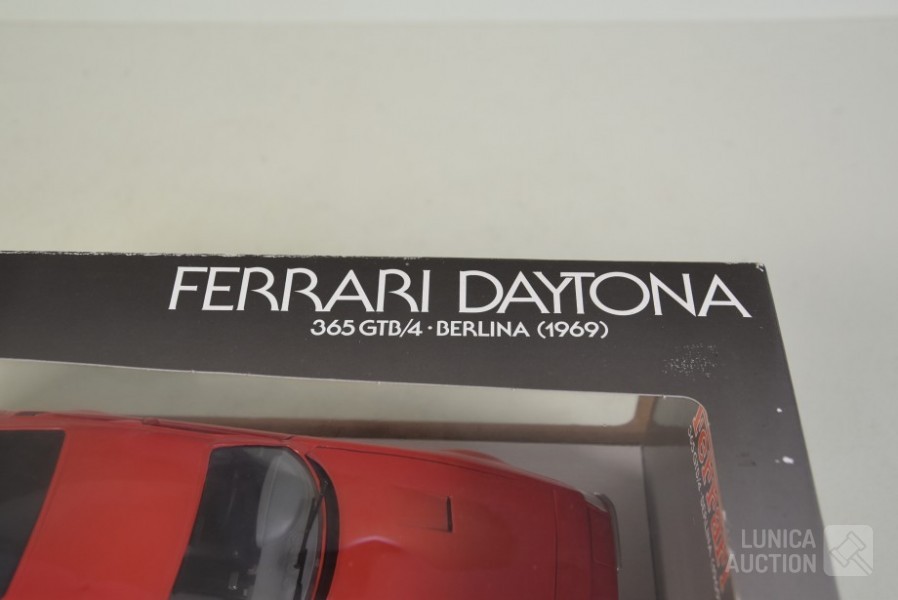 FERRARI DAYTONA
365 GTB/4 · BERLINA (1969)
LUNICA
AUCTION